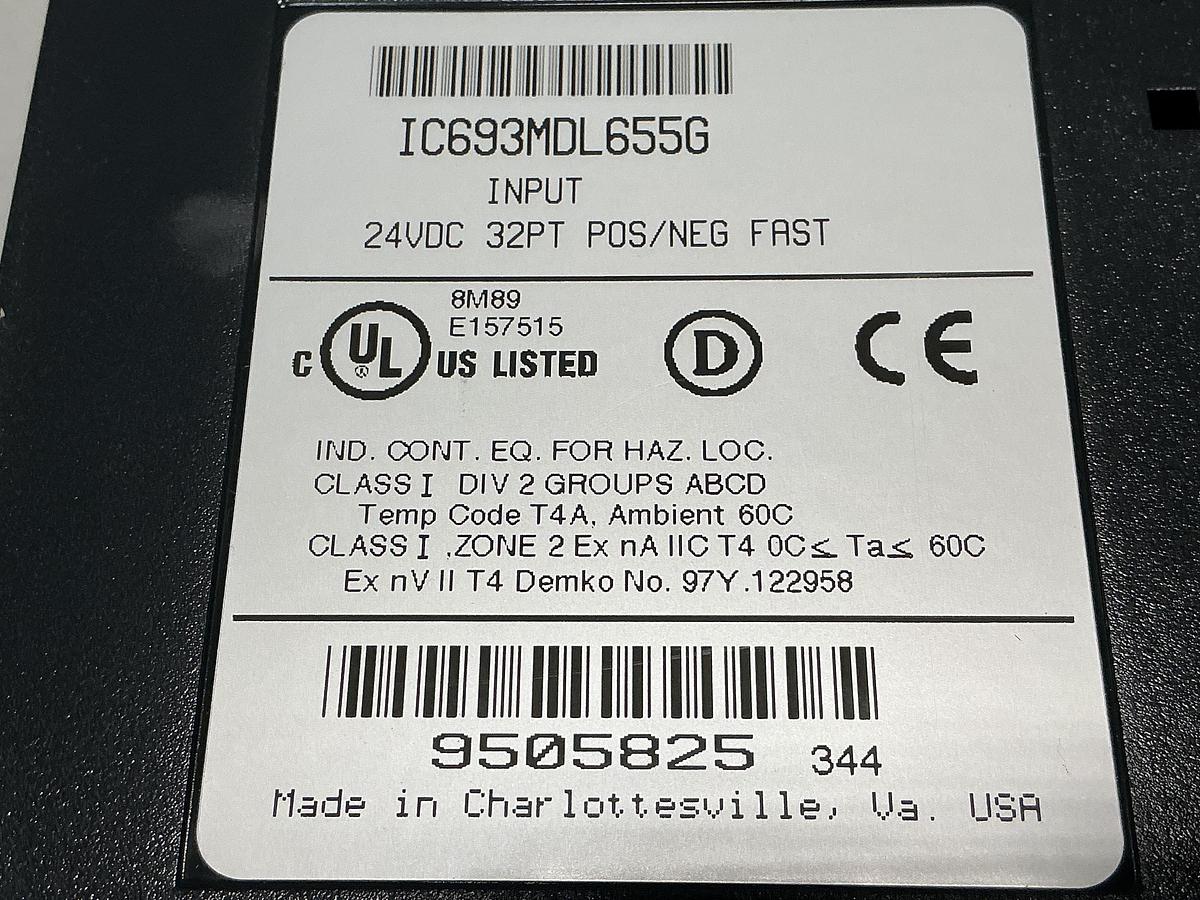 IC693MDL655G
INPUT
24VDC 32PT POS/NEG FAST
8M89
E157515
C UL ® US LISTED
D
CE
IND. CONT. EQ. FOR HAZ. LOC.
CLASS I DIV 2 GROUPS ABCD
Temp Code T4A, Ambient 60C
CLASS I ,ZONE 2 Ex nA IIC T4 0C≤ Ta≤ 60C
Ex nV II T4 Demko No. 97Y.122958
9505825 344
Made in Charlottesville, Va. USA